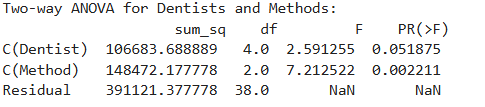 Two-way ANOVA for Dentists and Methods:
sum_sq df F PR(>F)
C(Dentist) 106683.688889 4.0 2.591255 0.051875
C(Method) 148472.177778 2.0 7.212522 0.002211
Residual 391121.377778 38.0 NaN NaN